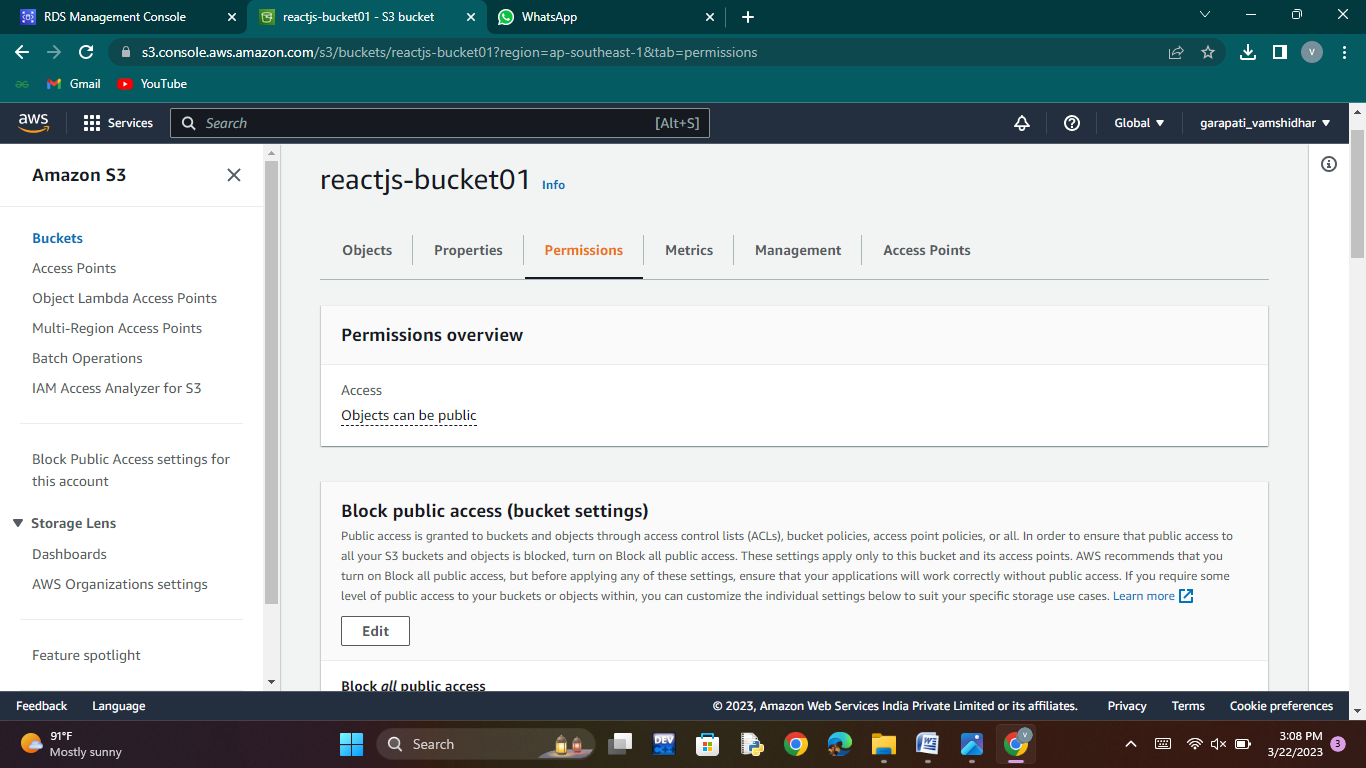 RDS Management Console
reactjs-bucket01 - S3 bucket
WhatsApp
s3.console.aws.amazon.com/s3/buckets/reactjs-bucket01?region=ap-southeast-1&tab=permissions
V
Gmail
YouTube
aws
Services
Search
[Alt+S]
Global
garapati_vamshidhar
Amazon S3
Buckets
Access Points
Object Lambda Access Points
Multi-Region Access Points
Batch Operations
IAM Access Analyzer for S3
Block Public Access settings for
this account
Storage Lens
Dashboards
AWS Organizations settings
Feature spotlight
reactjs-bucket01 Info
Objects
Properties
Permissions
Metrics
Management
Access Points
Permissions overview
Access
Objects can be public
Block public access (bucket settings)
Public access is granted to buckets and objects through access control lists (ACLs), bucket policies, access point policies, or all. In order to ensure that public access to
all your S3 buckets and objects is blocked, turn on Block all public access. These settings apply only to this bucket and its access points. AWS recommends that you
turn on Block all public access, but before applying any of these settings, ensure that your applications will work correctly without public access. If you require some
level of public access to your buckets or objects within, you can customize the individual settings below to suit your specific storage use cases. Learn more
Edit
Block all public access
Feedback
Language
© 2023, Amazon Web Services India Private Limited or its affiliates.
Privacy
Terms
Cookie preferences
91°F
Mostly sunny
Search
DEV
V
3:08 PM
3/22/2023
3